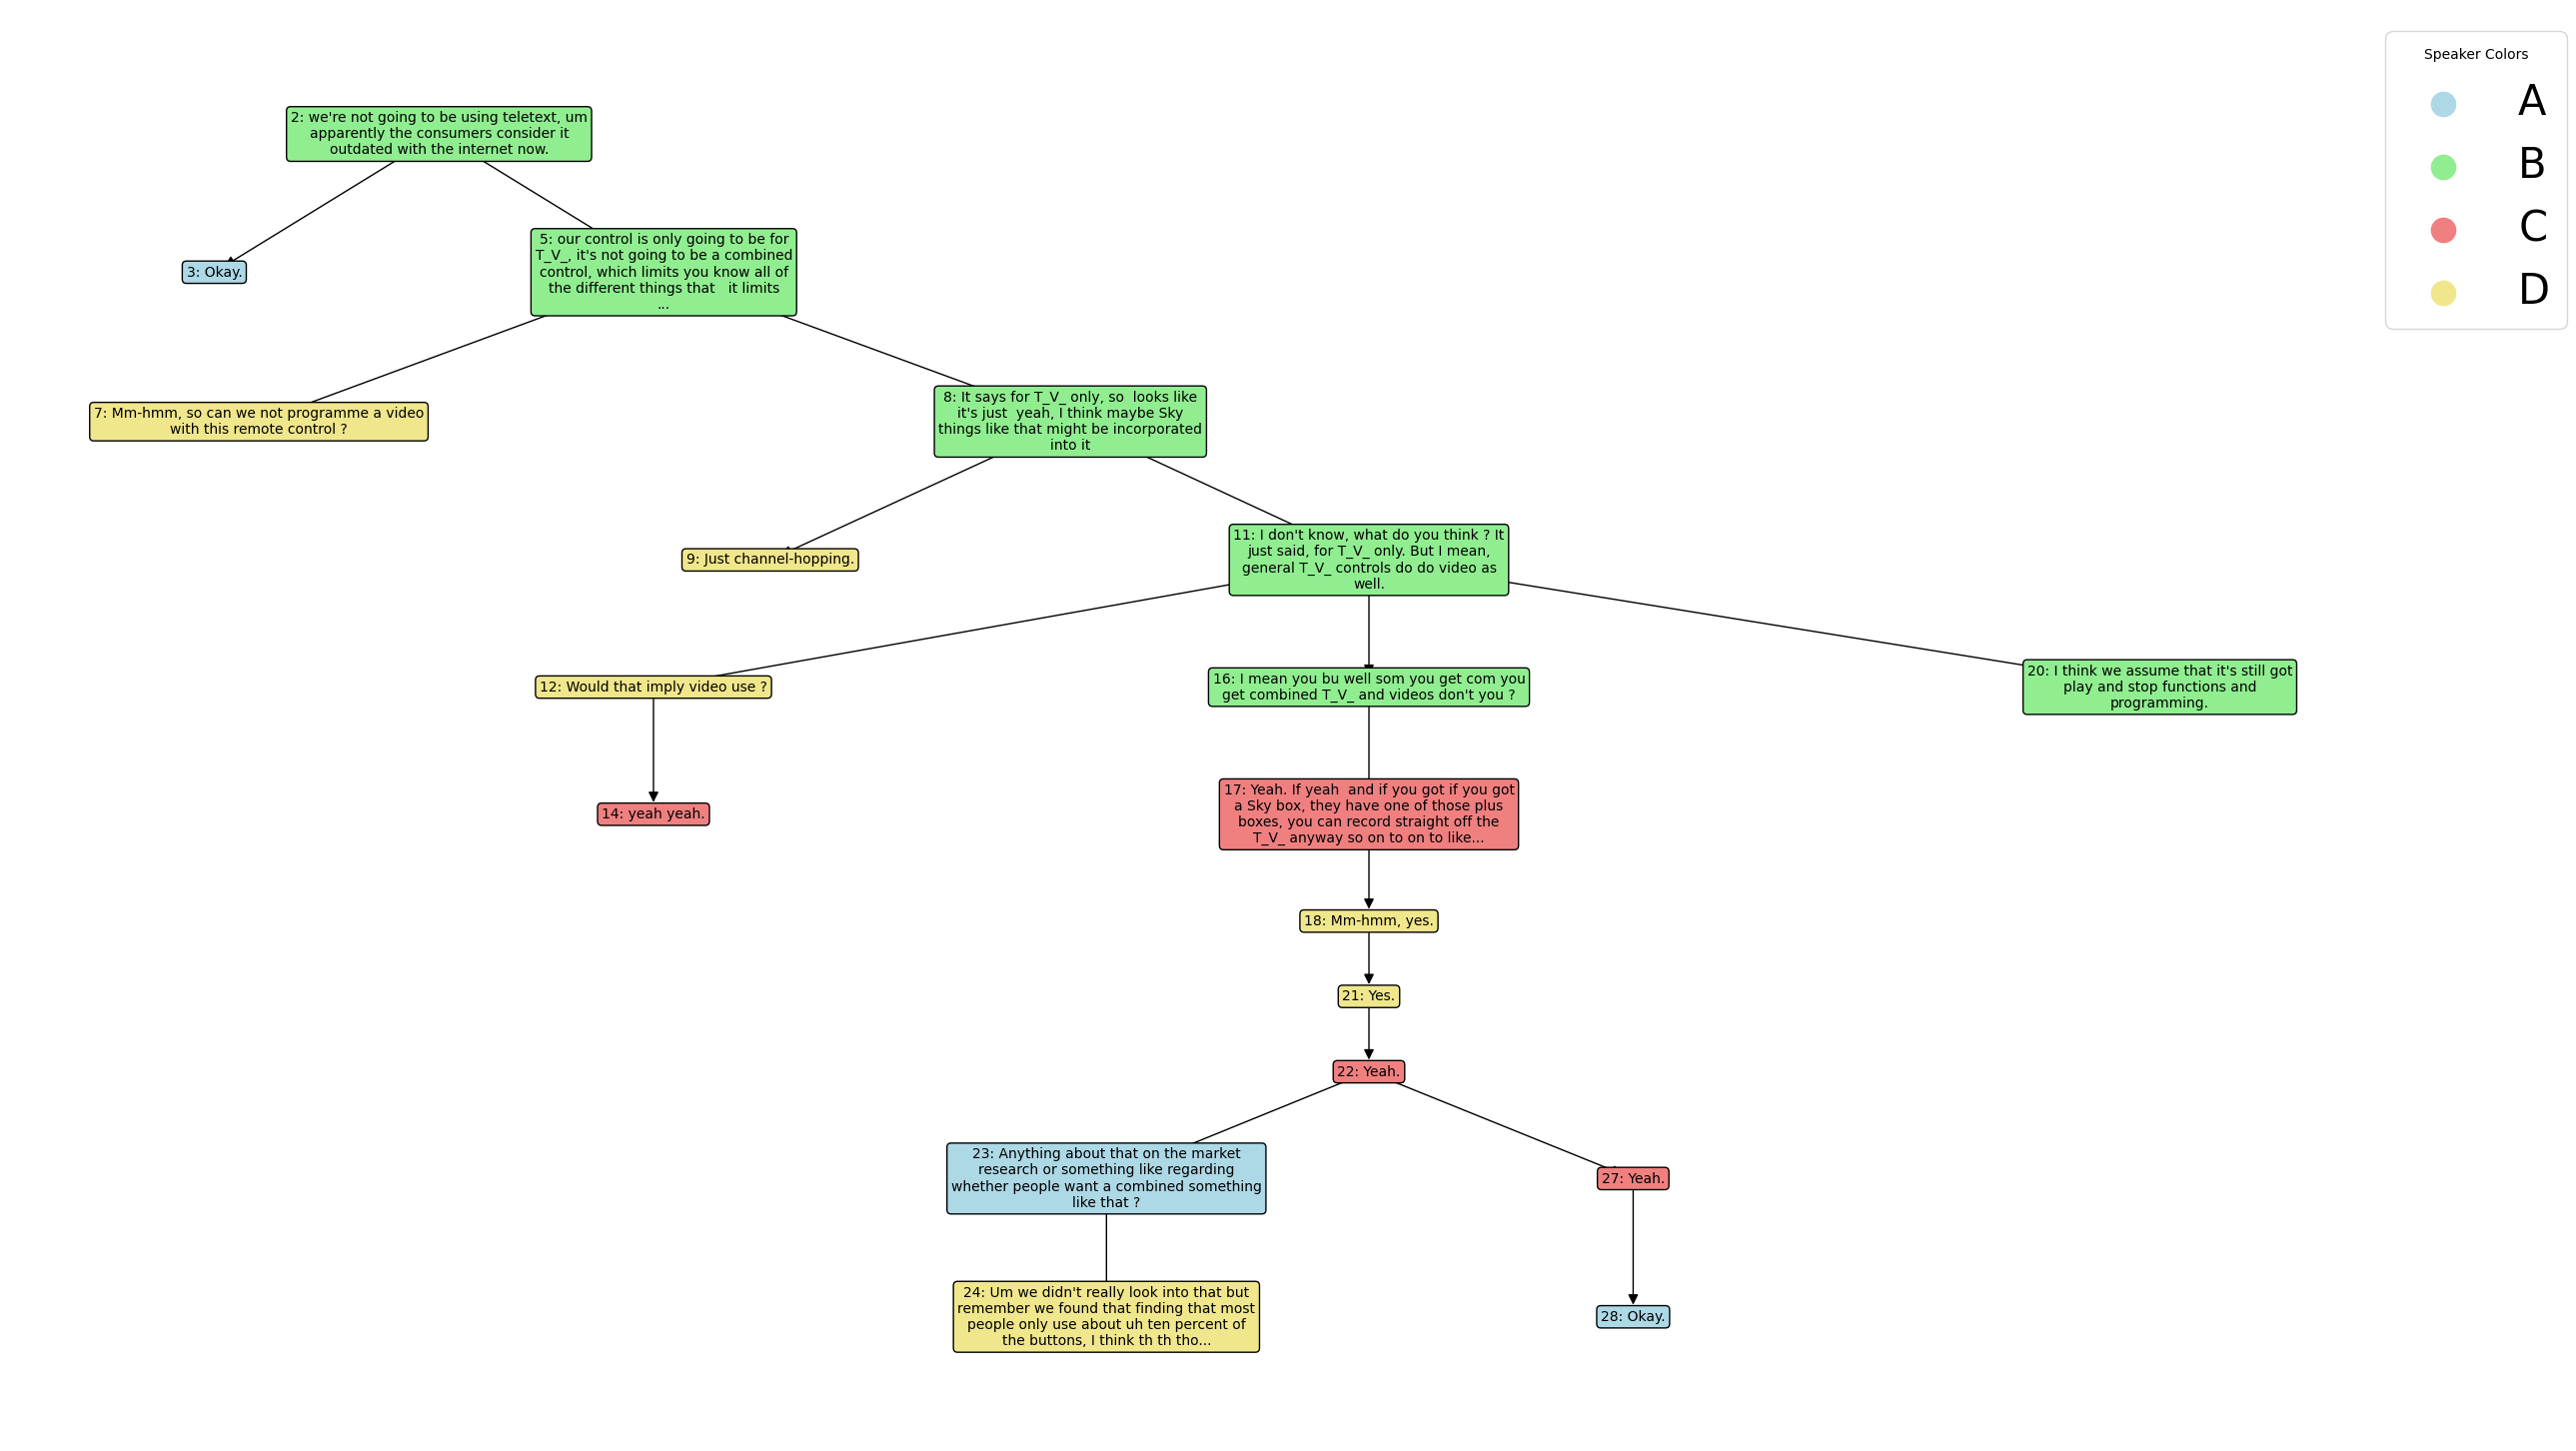 Speaker Colors
A
B
C
D
2: we're not going to be using teletext, um
apparently the consumers consider it
outdated with the internet now.
3: Okay.
5: our control is only going to be for
T_V_, it's not going to be a combined
control, which limits you know all of
the different things that   it limits
...
7: Mm-hmm, so can we not programme a video
with this remote control ?
8: It says for T_V_ only, so  looks like
it's just  yeah, I think maybe Sky
things like that might be incorporated
into it
9: Just channel-hopping.
11: I don't know, what do you think ? It
just said, for T_V_ only. But I mean,
general T_V_ controls do do video as
well.
12: Would that imply video use ?
16: I mean you bu well som you get com you
get combined T_V_ and videos don't you ?
20: I think we assume that it's still got
play and stop functions and
programming.
14: yeah yeah.
17: Yeah. If yeah  and if you got if you got
a Sky box, they have one of those plus
boxes, you can record straight off the
T_V_ anyway so on to on to like...
18: Mm-hmm, yes.
21: Yes.
22: Yeah.
23: Anything about that on the market
research or something like regarding
whether people want a combined something
like that ?
27: Yeah.
24: Um we didn't really look into that but
remember we found that finding that most
people only use about uh ten percent of
the buttons, I think th th tho...
28: Okay.